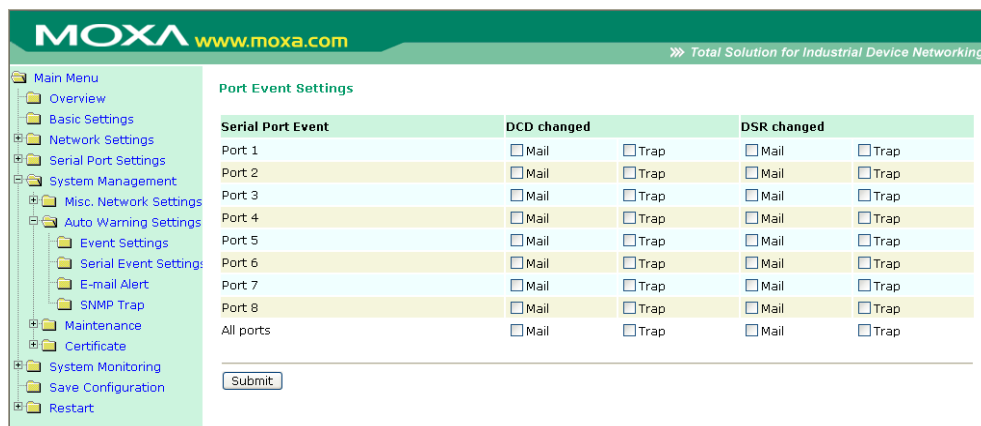 MOXA www.moxa.com
Total Solution for Industrial Device Networking
Main Menu
Overview
Basic Settings
Network Settings
Serial Port Settings
System Management
Misc. Network Settings
Auto Warning Settings
Event Settings
Serial Event Settings
E-mail Alert
SNMP Trap
Maintenance
Certificate
System Monitoring
Save Configuration
Restart
Port Event Settings
Serial Port Event DCD changed DSR changed
Port 1 Mail Trap Mail Trap
Port 2 Mail Trap Mail Trap
Port 3 Mail Trap Mail Trap
Port 4 Mail Trap Mail Trap
Port 5 Mail Trap Mail Trap
Port 6 Mail Trap Mail Trap
Port 7 Mail Trap Mail Trap
Port 8 Mail Trap Mail Trap
All ports Mail Trap Mail Trap
Submit